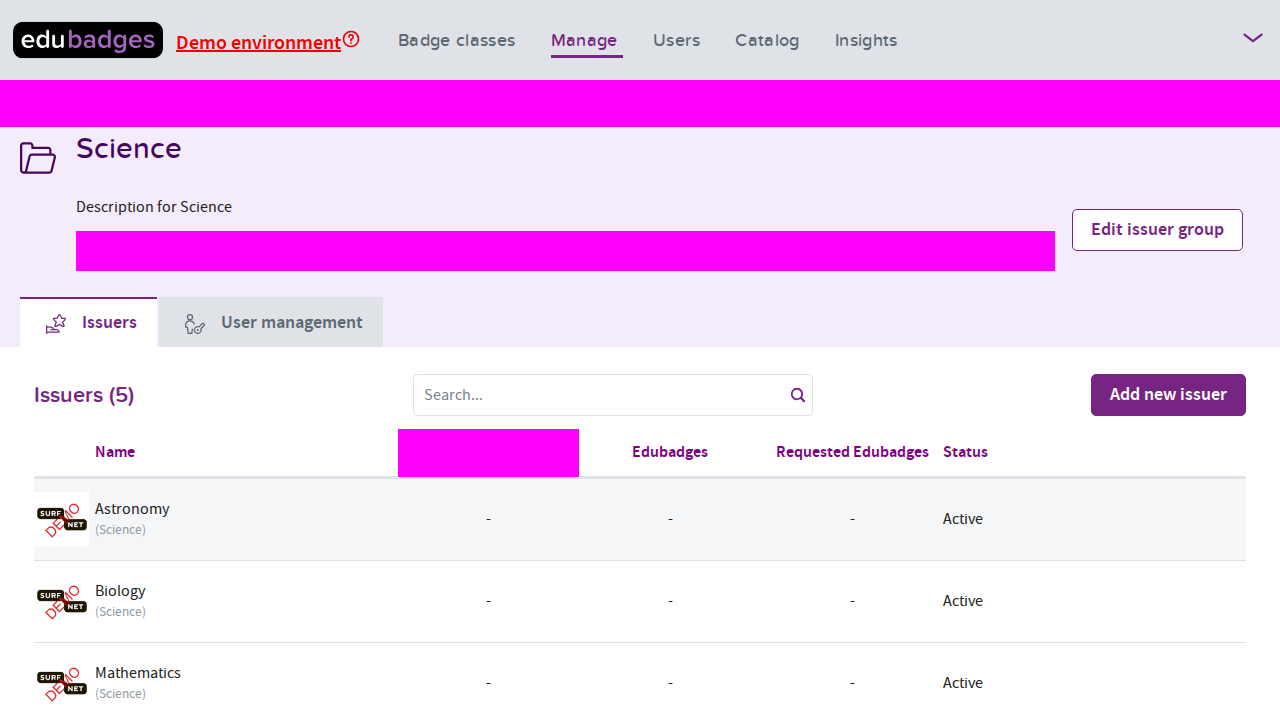 edubadges Demo environment Badge classes Manage Users Catalog Insights
Science
Description for Science
Edit issuer group
Issuers User management
Issuers (5) Search... Add new issuer
Name Edubadges Requested Edubadges Status
SURF NET DEMO Astronomy
(Science) - - - Active
SURF NET DEMO Biology
(Science) - - - Active
SURF NET DEMO Mathematics
(Science) - - - Active